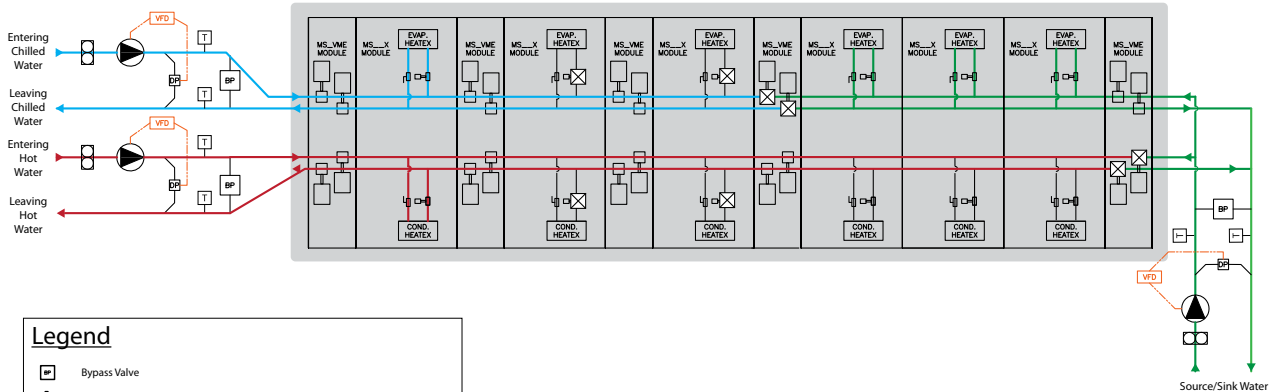 Entering
Chilled
Water
Leaving
Chilled
Water
Entering
Hot
Water
Leaving
Hot
Water
VFD
T
DP
BP
T
VFD
T
DP
BP
T
MS_VME
MODULE
MS___X
MODULE
EVAP.
HEATEX
MS_VME
MODULE
MS___X
MODULE
EVAP.
HEATEX
MS_VME
MODULE
MS___X
MODULE
EVAP.
HEATEX
MS_VME
MODULE
MS___X
MODULE
EVAP.
HEATEX
MS___X
MODULE
EVAP.
HEATEX
MS___X
MODULE
EVAP.
HEATEX
MS_VME
MODULE
COND.
HEATEX
COND.
HEATEX
COND.
HEATEX
COND.
HEATEX
COND.
HEATEX
COND.
HEATEX
BP
T
T
DP
VFD
Source/Sink Water
Legend
BP Bypass Valve